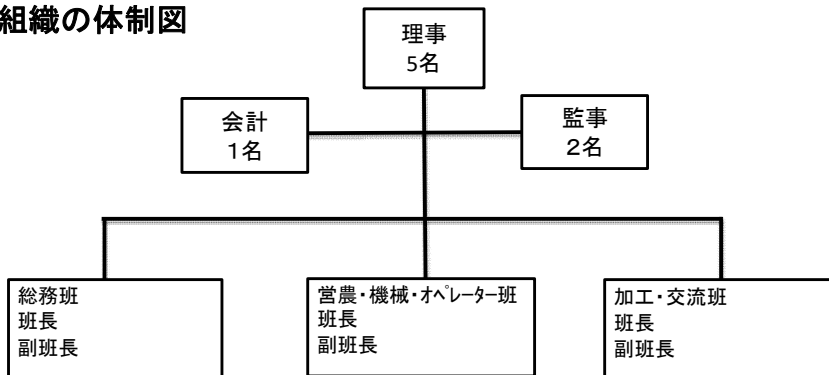 組織の体制図
理事
5名
会計
1名
監事
2名
総務班
班長
副班長
営農・機械・オペレーター班
班長
副班長
加工・交流班
班長
副班長